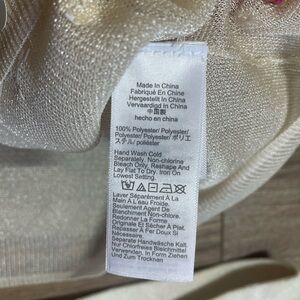 Made In China
Fabriqué En China
Hergestellt In China
Vervaardid In China
中国製
hecho en china
100% Polyester/Polyester/
Polyester/ Polyester/ ポリエ
ステル/ poliéster
Hand Wash Cold
Separately. Non-chlorine
Bleach Only, Reshape And
Lay Flat To Dry. Iron On
Lowest Setting.
Laver Séparément À La
Main À L'eau Froide.
Seulement Agent De
Blanchiment Non-chlore.
Redonner La Forme
Originale Et Sécher À Plat.
Repasser À Fer Doux Si
Nécessaire
Separate Handwäsche Kalt.
Nur Chlorfreies Bleichmittel
Verwenden. In Form Ziehen
Und Zum Trocknen